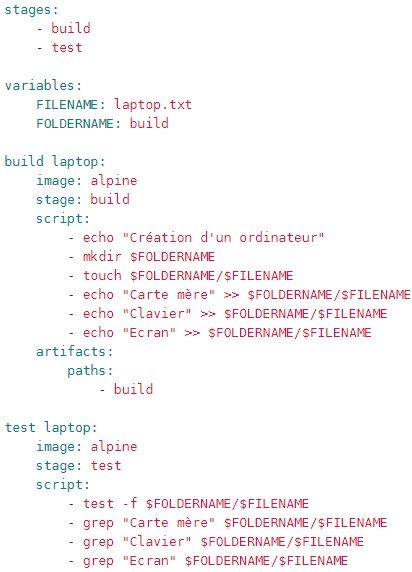 stages:
    - build
    - test

variables:
    FILENAME: laptop.txt
    FOLDERNAME: build

build laptop:
    image: alpine
    stage: build
    script:
        - echo "Création d'un ordinateur"
        - mkdir $FOLDERNAME
        - touch $FOLDERNAME/$FILENAME
        - echo "Carte mère" >> $FOLDERNAME/$FILENAME
        - echo "Clavier" >> $FOLDERNAME/$FILENAME
        - echo "Ecran" >> $FOLDERNAME/$FILENAME
    artifacts:
        paths:
            - build

test laptop:
    image: alpine
    stage: test
    script:
        - test -f $FOLDERNAME/$FILENAME
        - grep "Carte mère" $FOLDERNAME/$FILENAME
        - grep "Clavier" $FOLDERNAME/$FILENAME
        - grep "Ecran" $FOLDERNAME/$FILENAME